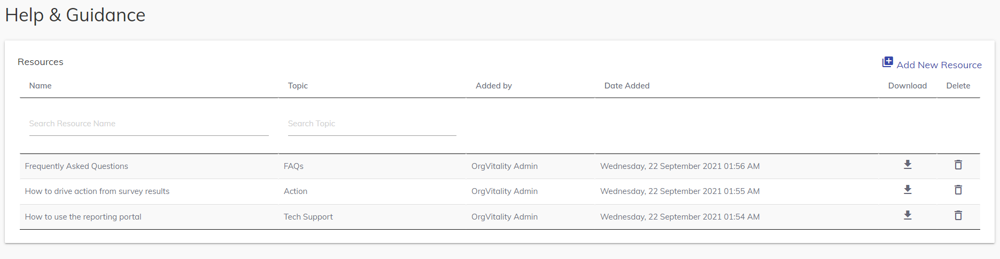 Help & Guidance
Resources
Add New Resource
Name Topic Added by Date Added Download Delete
Search Resource Name Search Topic
Frequently Asked Questions FAQs OrgVitality Admin Wednesday, 22 September 2021 01:56 AM
How to drive action from survey results Action OrgVitality Admin Wednesday, 22 September 2021 01:55 AM
How to use the reporting portal Tech Support OrgVitality Admin Wednesday, 22 September 2021 01:54 AM